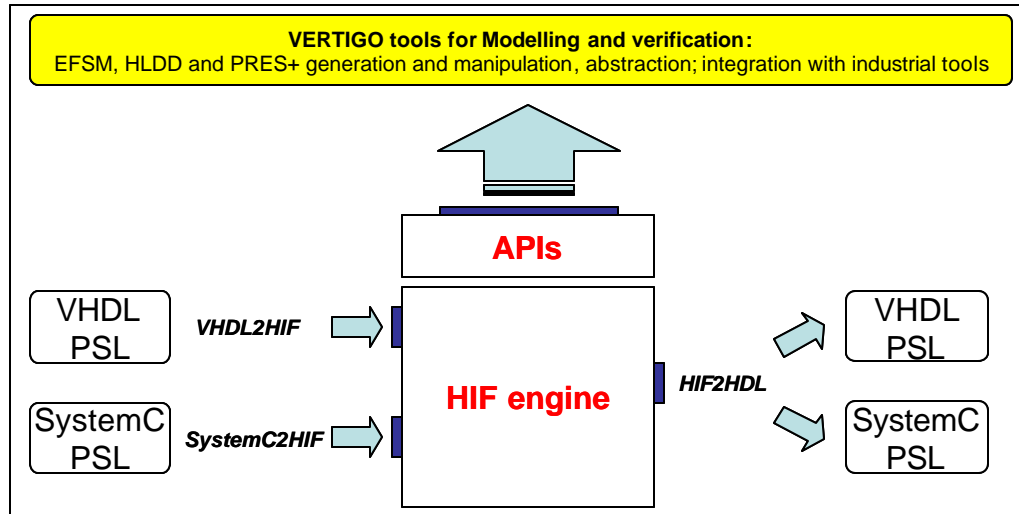 VERTIGO tools for Modelling and verification:
EFSM, HLDD and PRES+ generation and manipulation, abstraction; integration with industrial tools
APIs
VHDL
PSL
VHDL2HIF
SystemC
PSL
SystemC2HIF
HIF engine
HIF2HDL
VHDL
PSL
SystemC
PSL